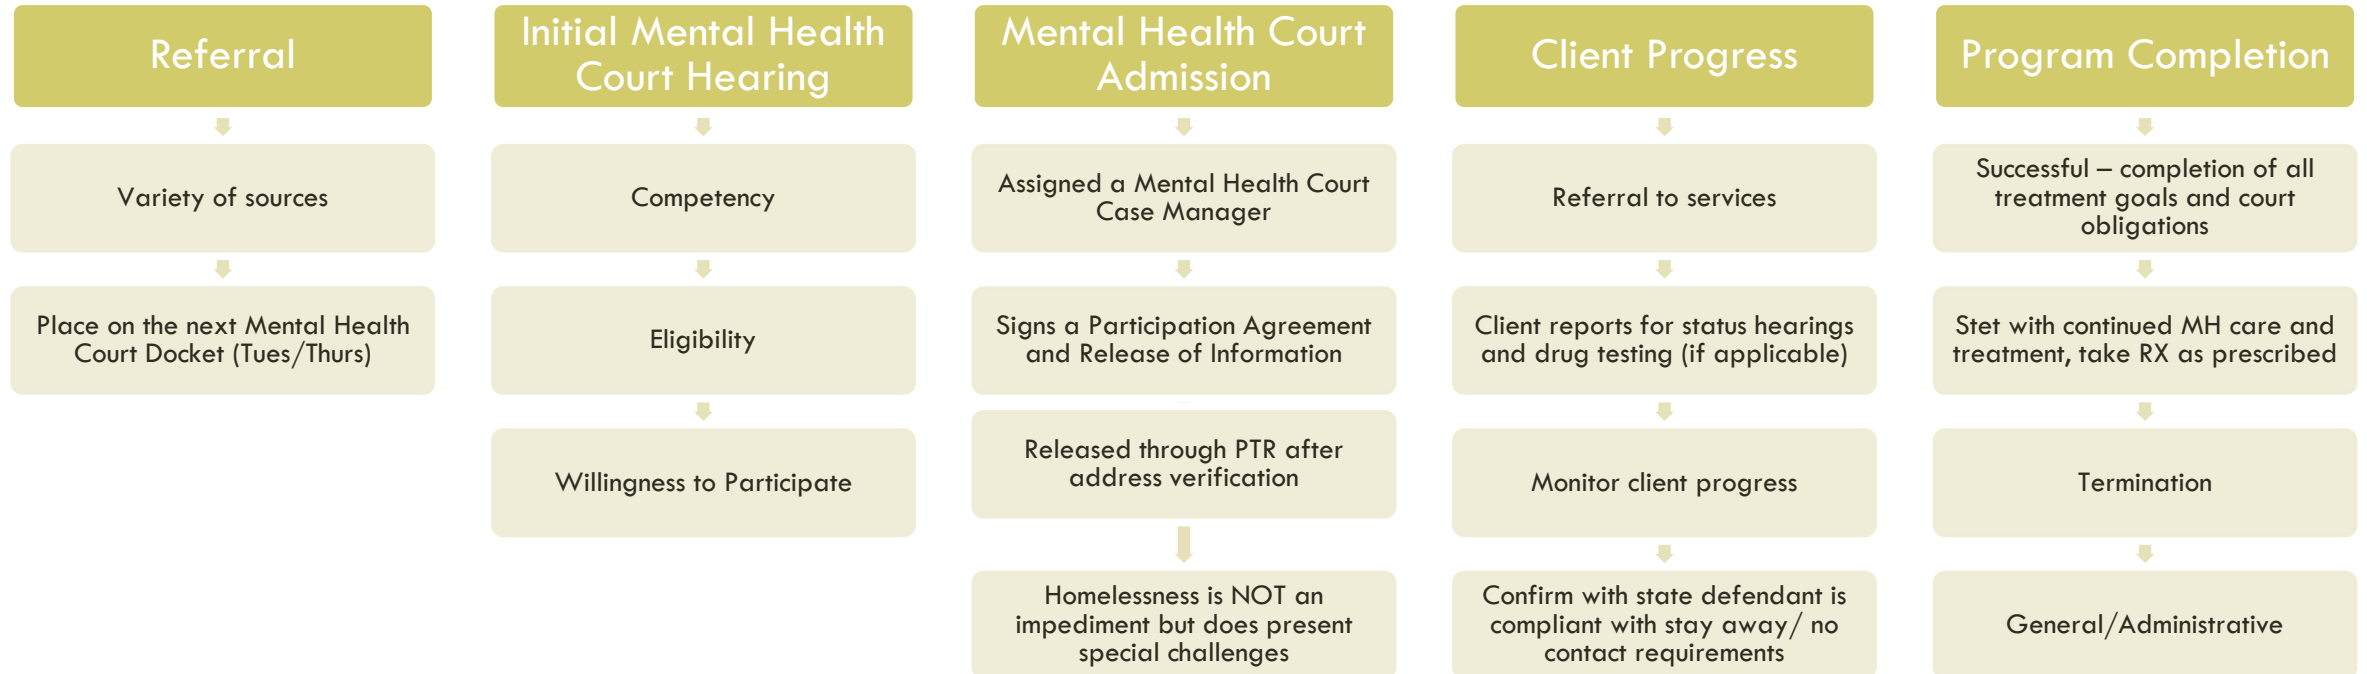 Referral
Variety of sources
Place on the next Mental Health
Court Docket (Tues/Thurs)
Initial Mental Health
Court Hearing
Competency
Eligibility
Willingness to Participate
Mental Health Court
Admission
Assigned a Mental Health Court
Case Manager
Signs a Participation Agreement
and Release of Information
Released through PTR after
address verification
Homelessness is NOT an
impediment but does present
special challenges
Client Progress
Referral to services
Client reports for status hearings
and drug testing (if applicable)
Monitor client progress
Confirm with state defendant is
compliant with stay away/ no
contact requirements
Program Completion
Successful – completion of all
treatment goals and court
obligations
Stet with continued MH care and
treatment, take RX as prescribed
Termination
General/Administrative